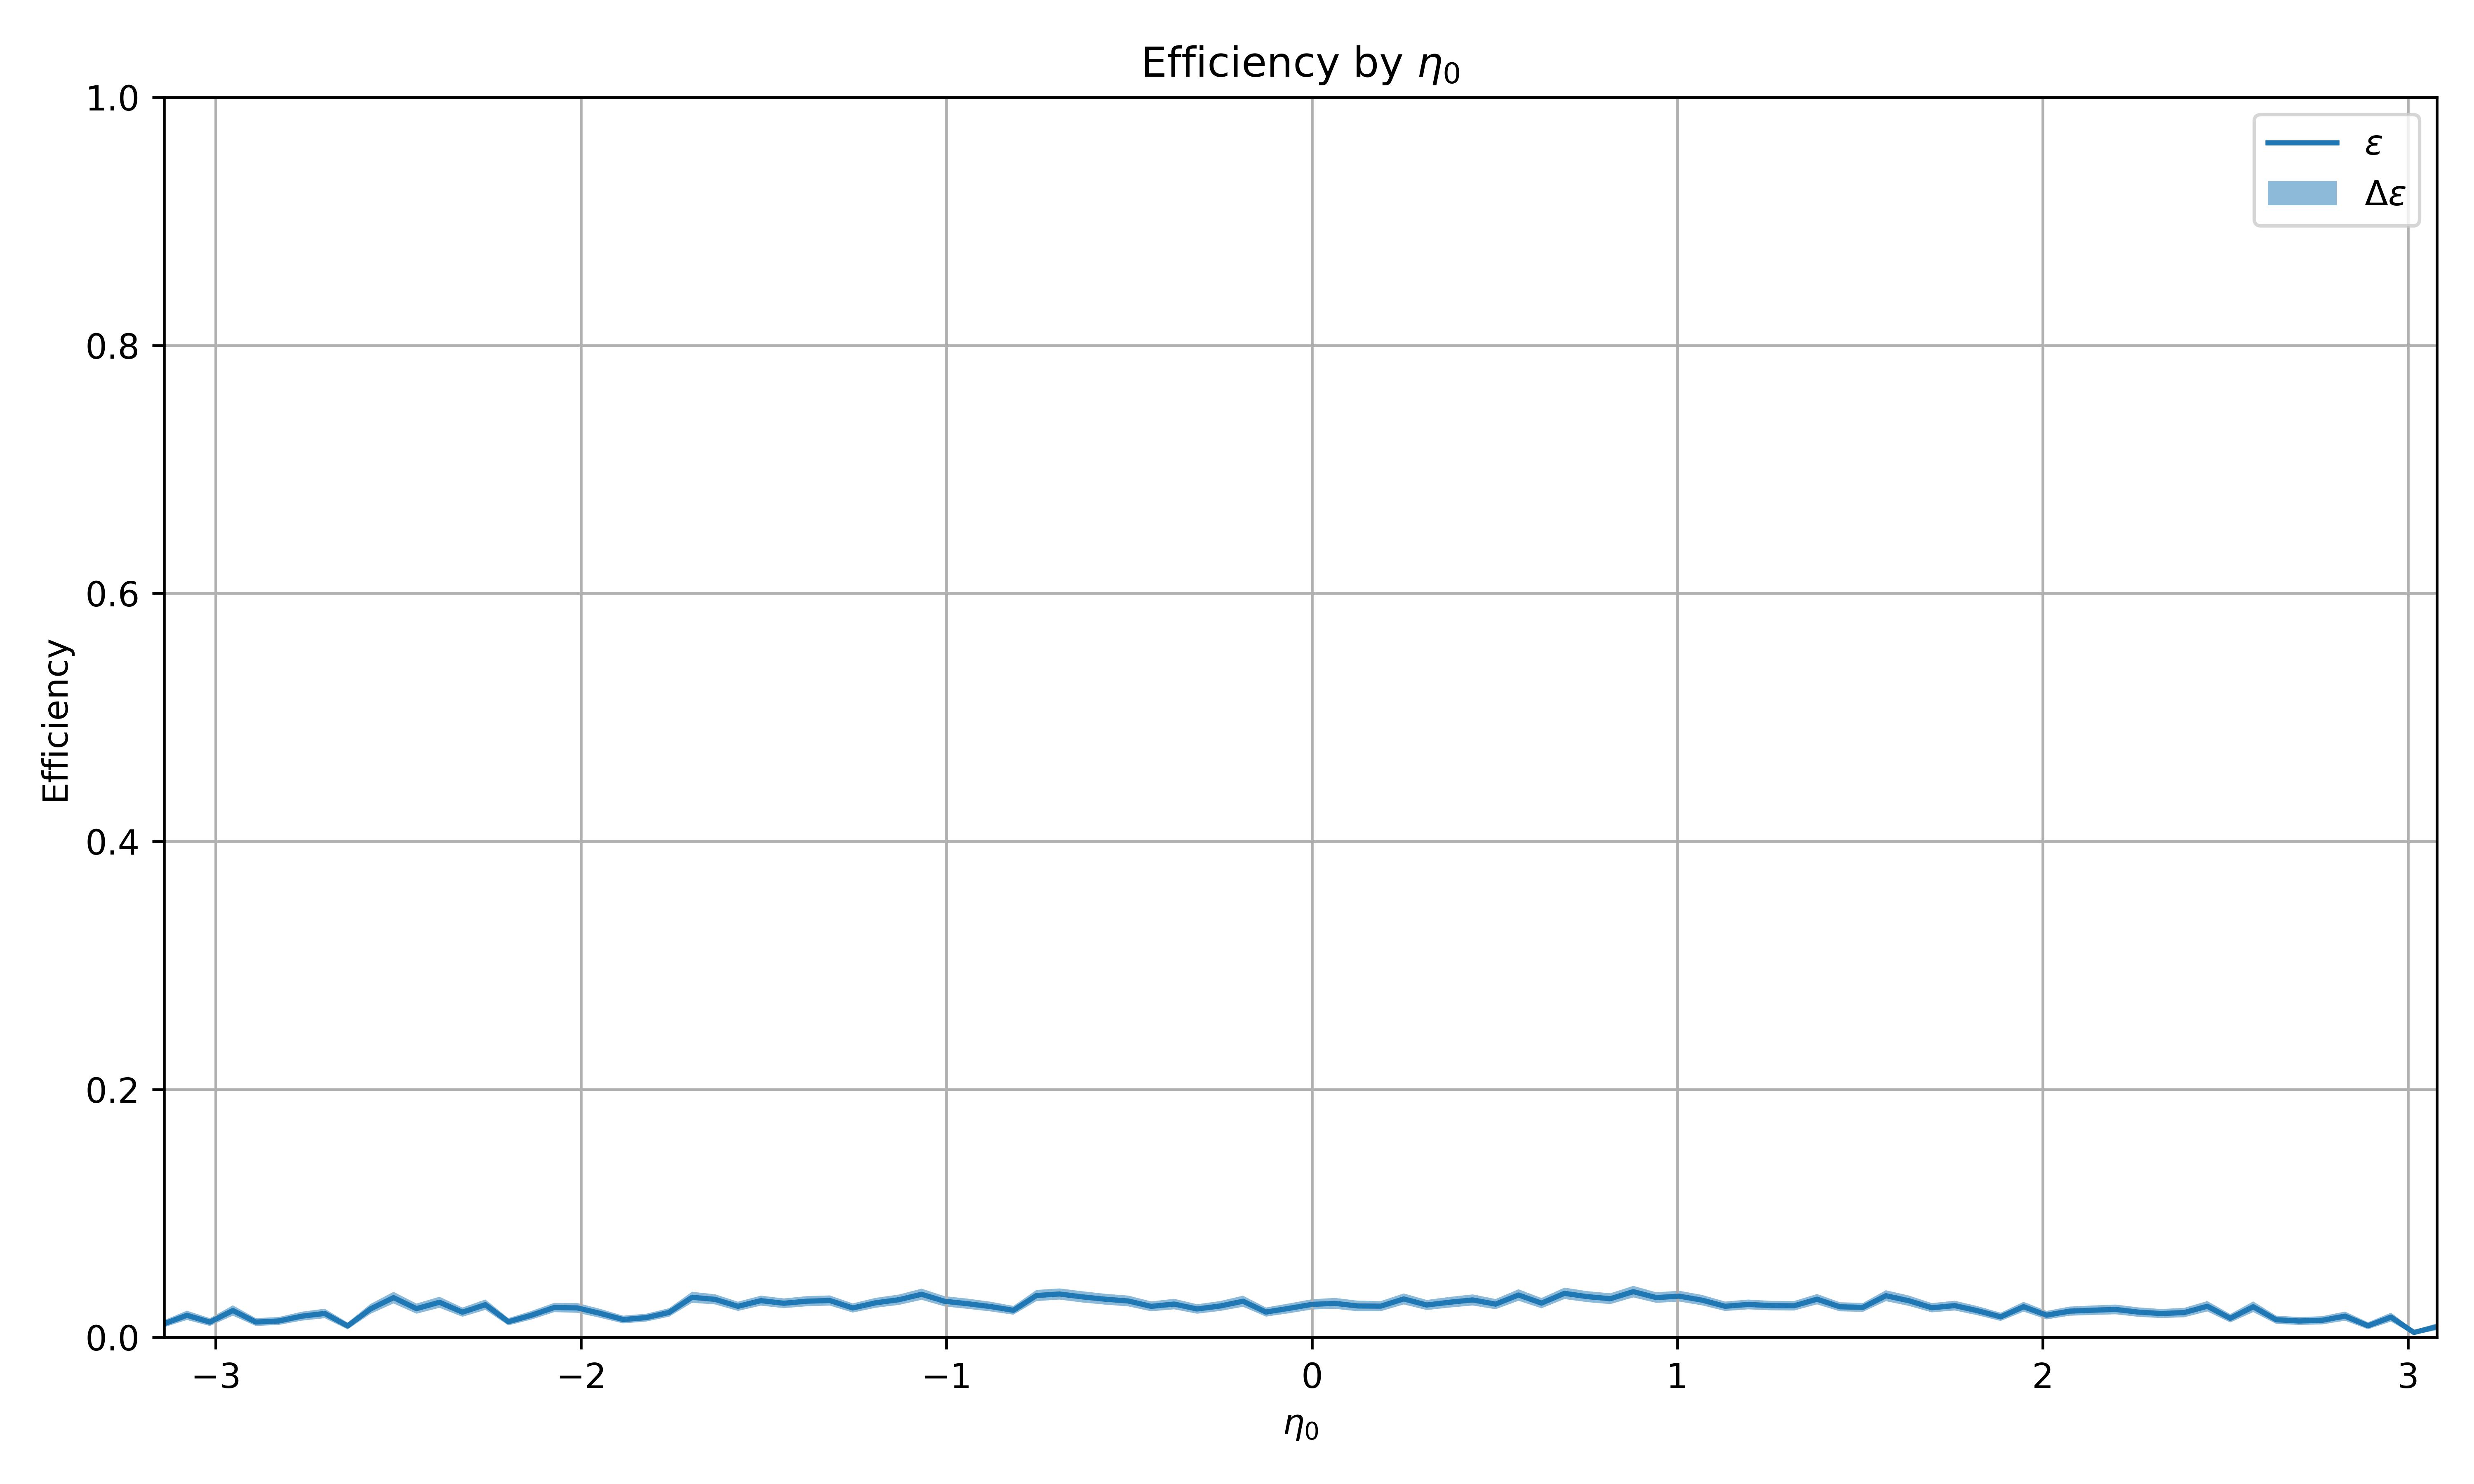 Efficiency by η₀
1.0
0.8
0.6
0.4
0.2
0.0
Efficiency
ε
Δε
−3 −2 −1 0 1 2 3
η₀